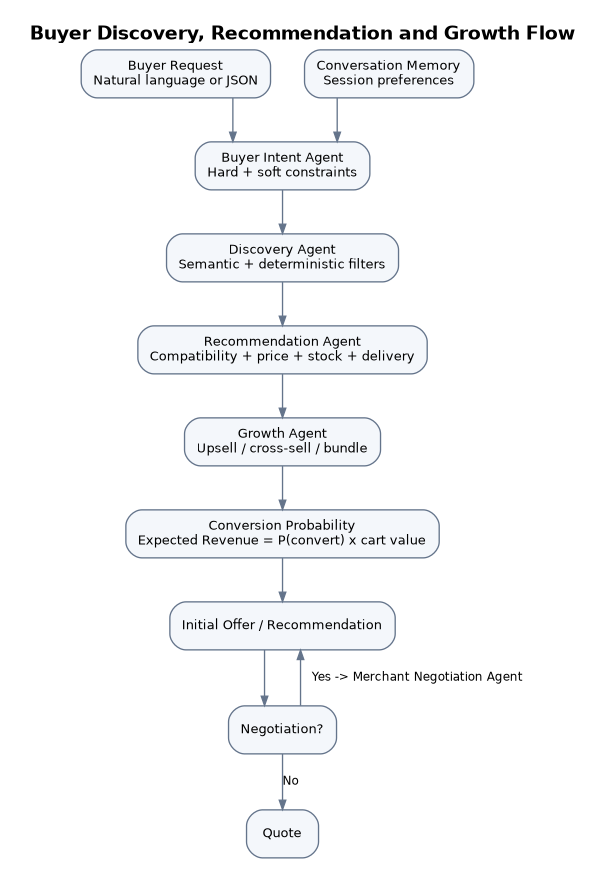 Buyer Discovery, Recommendation and Growth Flow
Buyer Request
Natural language or JSON
Conversation Memory
Session preferences
Buyer Intent Agent
Hard + soft constraints
Discovery Agent
Semantic + deterministic filters
Recommendation Agent
Compatibility + price + stock + delivery
Growth Agent
Upsell / cross-sell / bundle
Conversion Probability
Expected Revenue = P(convert) x cart value
Initial Offer / Recommendation
Yes -> Merchant Negotiation Agent
Negotiation?
No
Quote